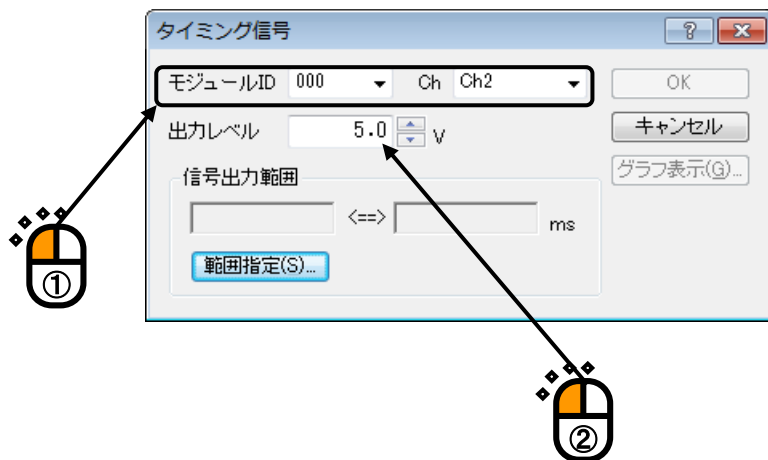 タイミング信号
モジュールID 000 Ch Ch2 OK
出力レベル 5.0 V キャンセル
グラフ表示(G)...
信号出力範囲
<==> ms
範囲指定(S)...
①
②